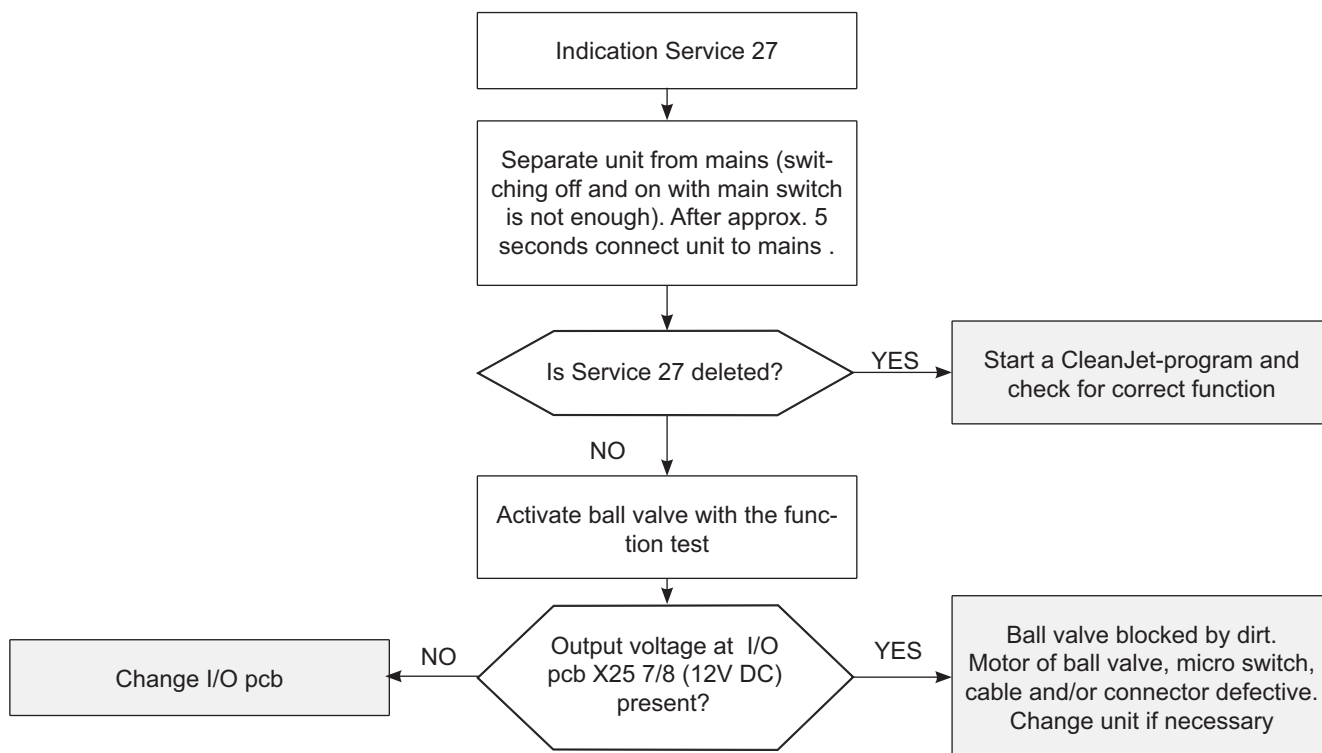 Indication Service 27
Separate unit from mains (swit-
ching off and on with main switch
is not enough). After approx. 5
seconds connect unit to mains .
Is Service 27 deleted?
YES
Start a CleanJet-program and
check for correct function
NO
Activate ball valve with the func-
tion test
Output voltage at I/O
pcb X25 7/8 (12V DC)
present?
NO
Change I/O pcb
YES
Ball valve blocked by dirt.
Motor of ball valve, micro switch,
cable and/or connector defective.
Change unit if necessary